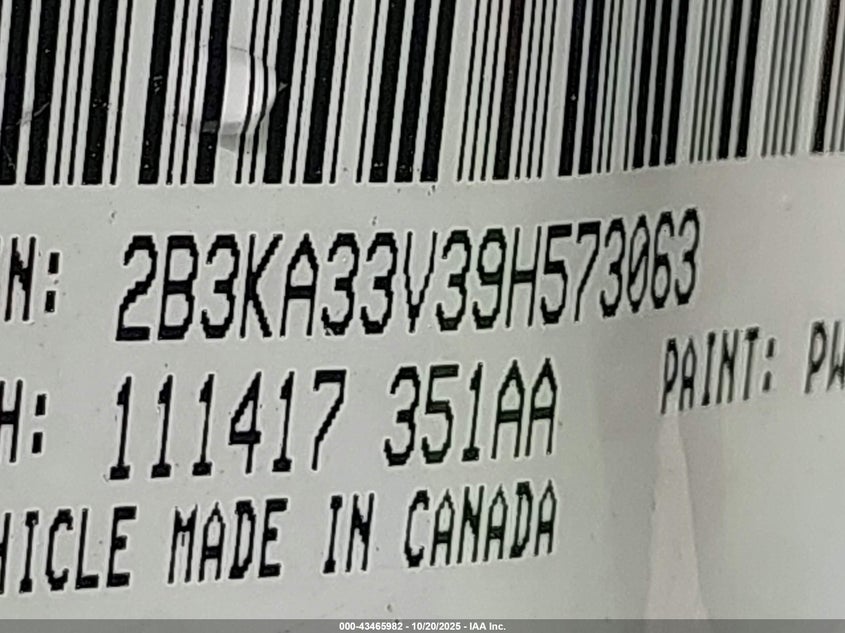 N: 2B3KA33V39H573063
H: 111417 351AA
PAINT: PW
HICLE MADE IN CANADA
000-43465982 - 10/20/2025 - IAA Inc.